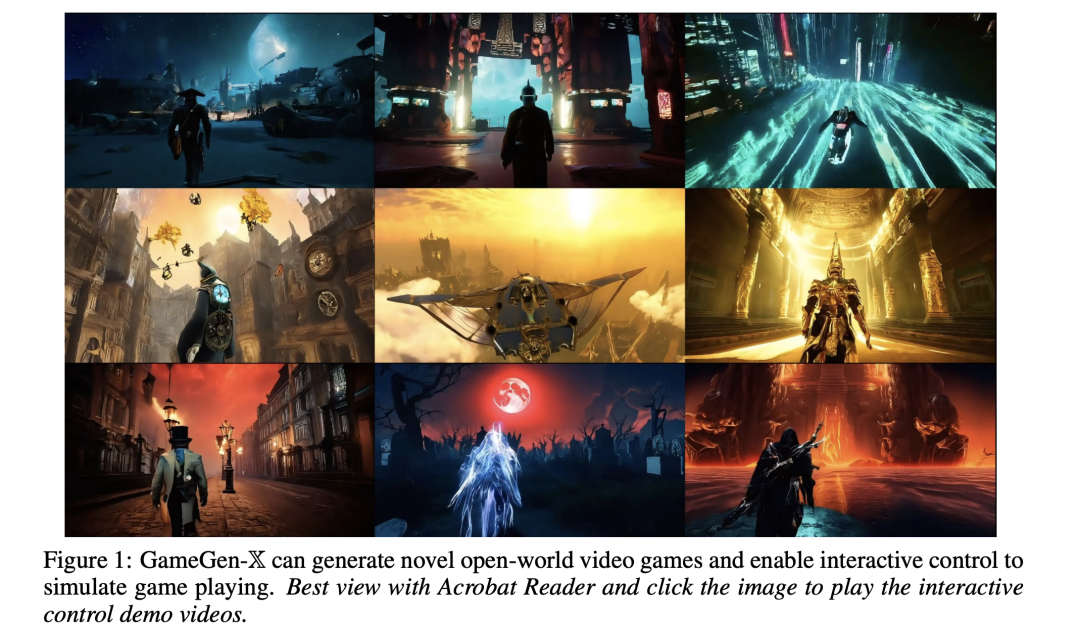 Figure 1: GameGen-𝕏 can generate novel open-world video games and enable interactive control to
simulate game playing. Best view with Acrobat Reader and click the image to play the interactive
control demo videos.